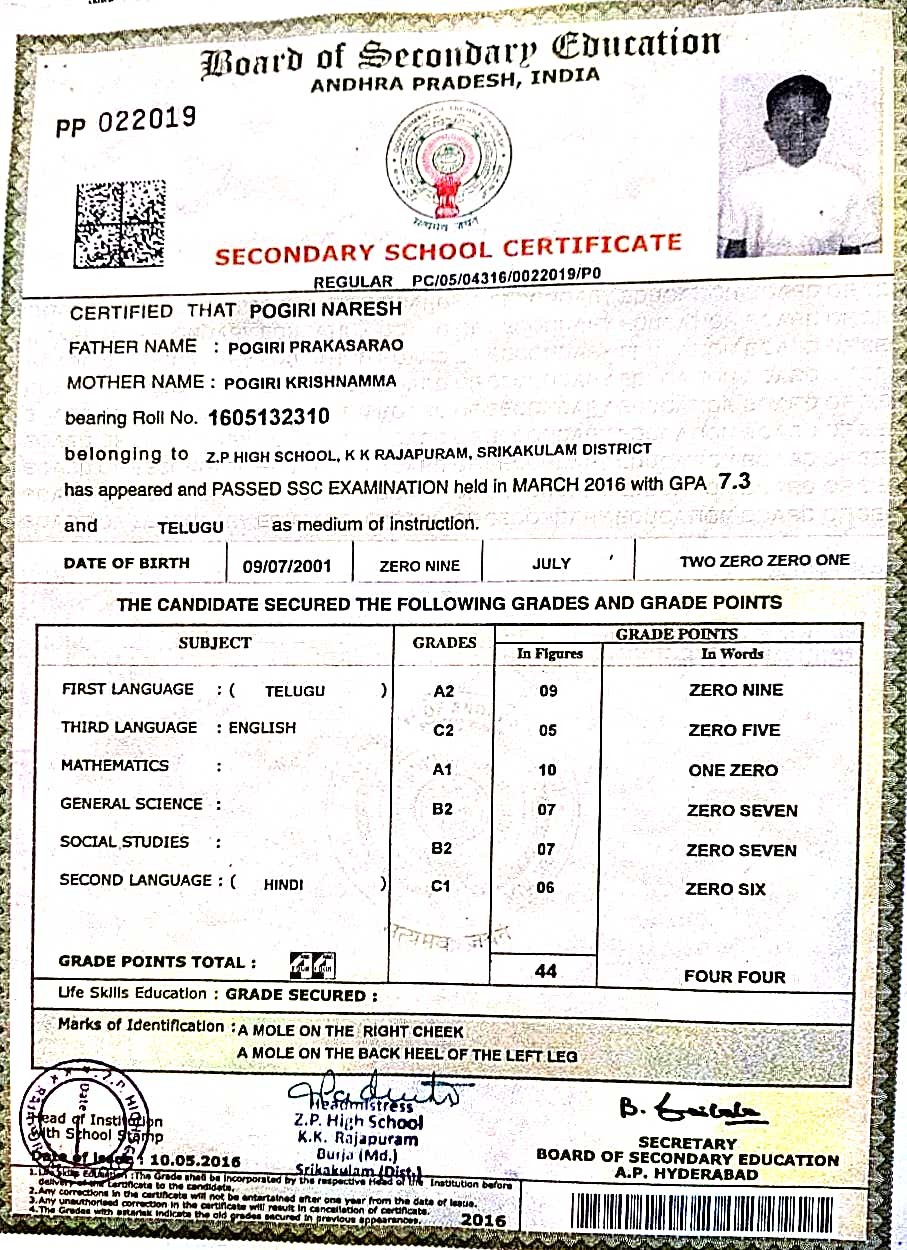 Board of Secondary Education
ANDHRA PRADESH, INDIA
PP 022019
सत्यमेव जयते
SECONDARY SCHOOL CERTIFICATE
REGULAR PC/05/04316/0022019/P0
CERTIFIED THAT POGIRI NARESH
FATHER NAME : POGIRI PRAKASARAO
MOTHER NAME : POGIRI KRISHNAMMA
bearing Roll No. 1605132310
belonging to Z.P.HIGH SCHOOL, K K RAJAPURAM, SRIKAKULAM DISTRICT
has appeared and PASSED SSC EXAMINATION held in MARCH 2016 with GPA 7.3
and TELUGU as medium of instruction.
DATE OF BIRTH 09/07/2001 ZERO NINE JULY TWO ZERO ZERO ONE
THE CANDIDATE SECURED THE FOLLOWING GRADES AND GRADE POINTS
SUBJECT GRADES GRADE POINTS
In Figures In Words
FIRST LANGUAGE : ( TELUGU ) A2 09 ZERO NINE
THIRD LANGUAGE : ENGLISH C2 05 ZERO FIVE
MATHEMATICS : A1 10 ONE ZERO
GENERAL SCIENCE : B2 07 ZERO SEVEN
SOCIAL STUDIES : B2 07 ZERO SEVEN
SECOND LANGUAGE : ( HINDI ) C1 06 ZERO SIX
सत्यमेव जयते
GRADE POINTS TOTAL : 44 44 FOUR FOUR
Life Skills Education : GRADE SECURED :
Marks of Identification : A MOLE ON THE RIGHT CHEEK
A MOLE ON THE BACK HEEL OF THE LEFT LEG
Headmistress
Z.P. High School
K.K. Rajapuram
Burja (Md.)
Srikakulam (Dist.)
Head of Institution
with School Stamp
Date of Issue : 10.05.2016
SECRETARY
BOARD OF SECONDARY EDUCATION
A.P. HYDERABAD
1.Life Skills Education :The Grade shall be incorporated by the respective Head of the Institution before
delivery of the Certificate to the candidate.
2.Any corrections in the certificate will not be entertained after one year from the date of issue.
3.Any unauthorised correction in the certificate will result in cancellation of certificate.
4.The Grades with asterisk indicate the old grades secured in previous appearances.
2016